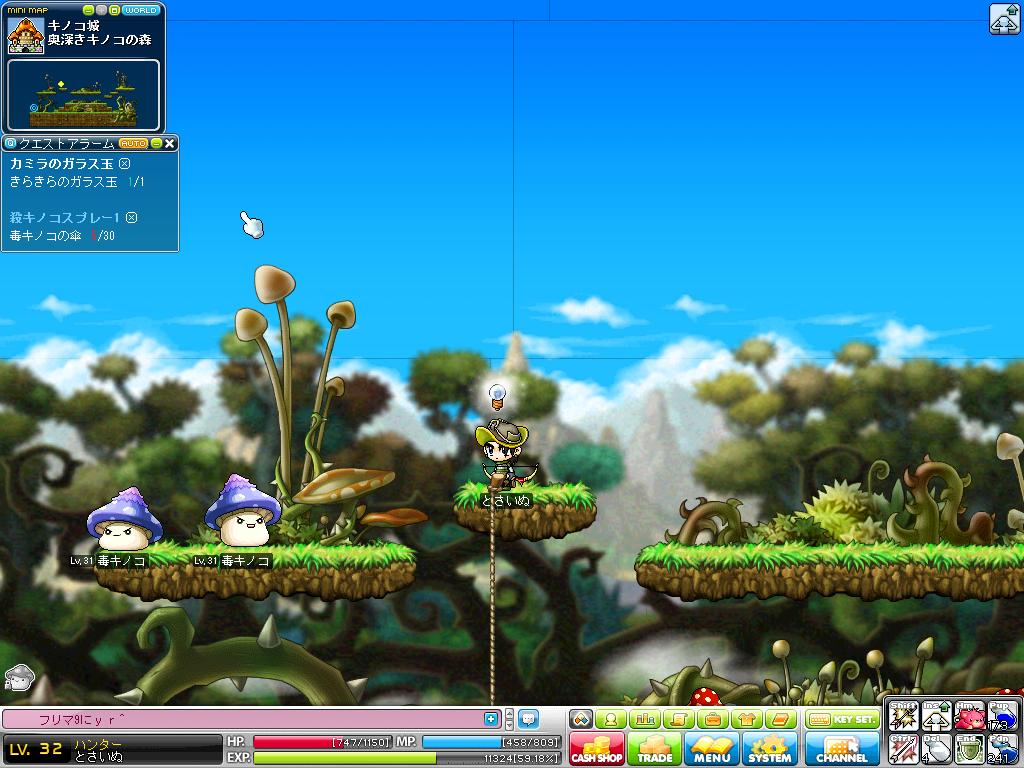 MINI MAP WORLD
キノコ城
奥深きキノコの森
クエストアラーム AUTO
カミラのガラス玉
きらきらのガラス玉 1/1
殺キノコスプレー1
毒キノコの傘 /30
とさいぬ
Lv.31 毒キノコ
Lv.31 毒キノコ
フリマ9にｙｒ＾
KEY SET.
LV. 32 ハンター
とさいぬ
HP. [747/1150] MP. [458/809]
EXP. 11324[59.18%]
CASH SHOP
TRADE
MENU
SYSTEM
CHANNEL
Shift Ins Hm Pup
Ctrl Del End Pdn
4 241